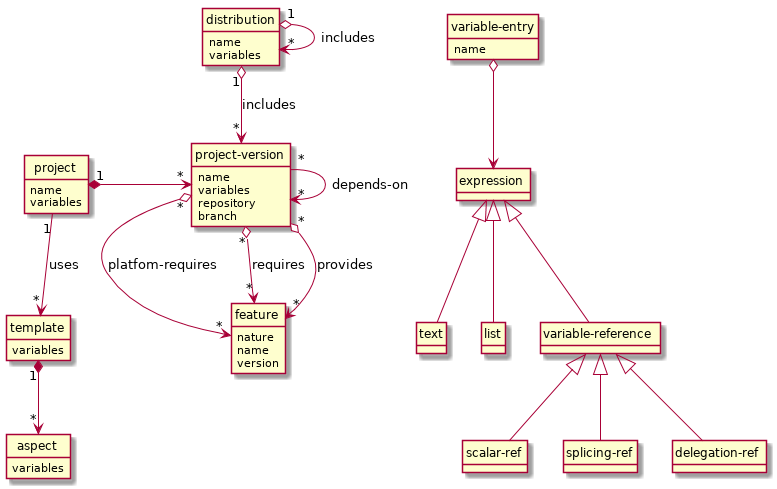 distribution
name
variables
1
*
includes
1
includes
*
project
name
variables
1
*
project-version
name
variables
repository
branch
*
*
depends-on
*
*
*
1
uses
*
platfom-requires
requires
provides
*
*
*
template
variables
1
*
feature
nature
name
version
aspect
variables
variable-entry
name
expression
text
list
variable-reference
scalar-ref
splicing-ref
delegation-ref